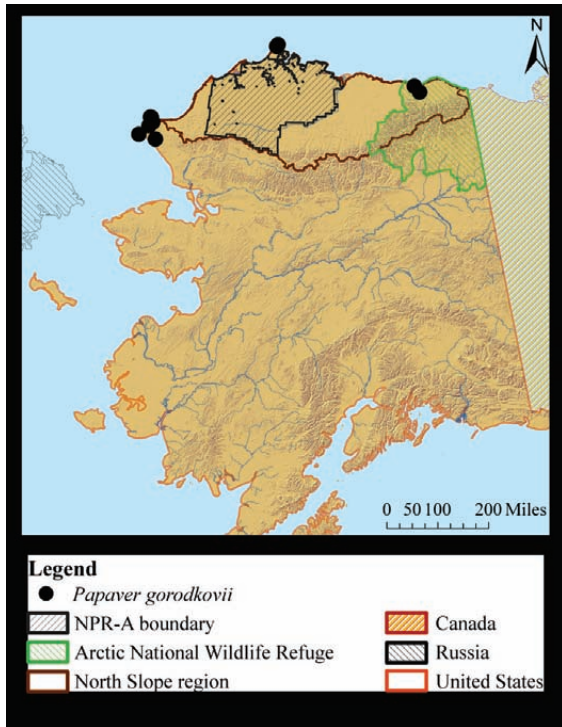 N
0 50 100 200 Miles
Legend
Papaver gorodkovii
NPR-A boundary
Canada
Arctic National Wildlife Refuge
Russia
North Slope region
United States